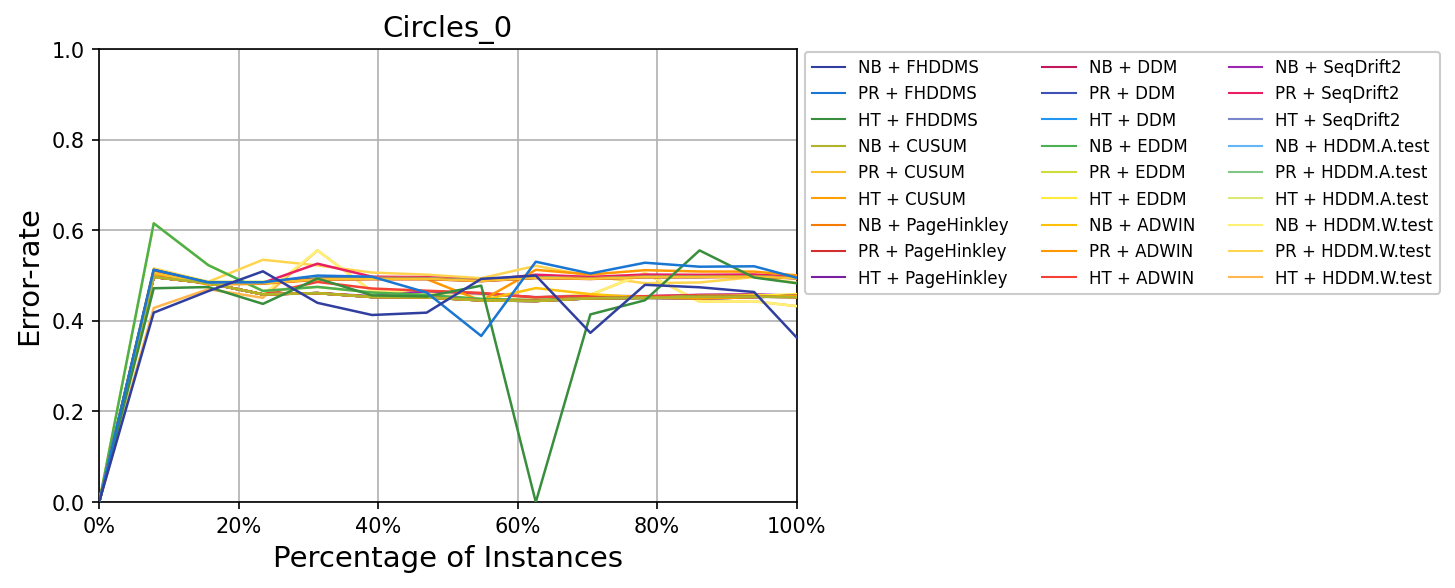 Circles_0
Error-rate
1.0
0.8
0.6
0.4
0.2
0.0
0%
20%
40%
60%
80%
100%
Percentage of Instances
NB + FHDDMS
PR + FHDDMS
HT + FHDDMS
NB + CUSUM
PR + CUSUM
HT + CUSUM
NB + PageHinkley
PR + PageHinkley
HT + PageHinkley
NB + DDM
PR + DDM
HT + DDM
NB + EDDM
PR + EDDM
HT + EDDM
NB + ADWIN
PR + ADWIN
HT + ADWIN
NB + SeqDrift2
PR + SeqDrift2
HT + SeqDrift2
NB + HDDM.A.test
PR + HDDM.A.test
HT + HDDM.A.test
NB + HDDM.W.test
PR + HDDM.W.test
HT + HDDM.W.test